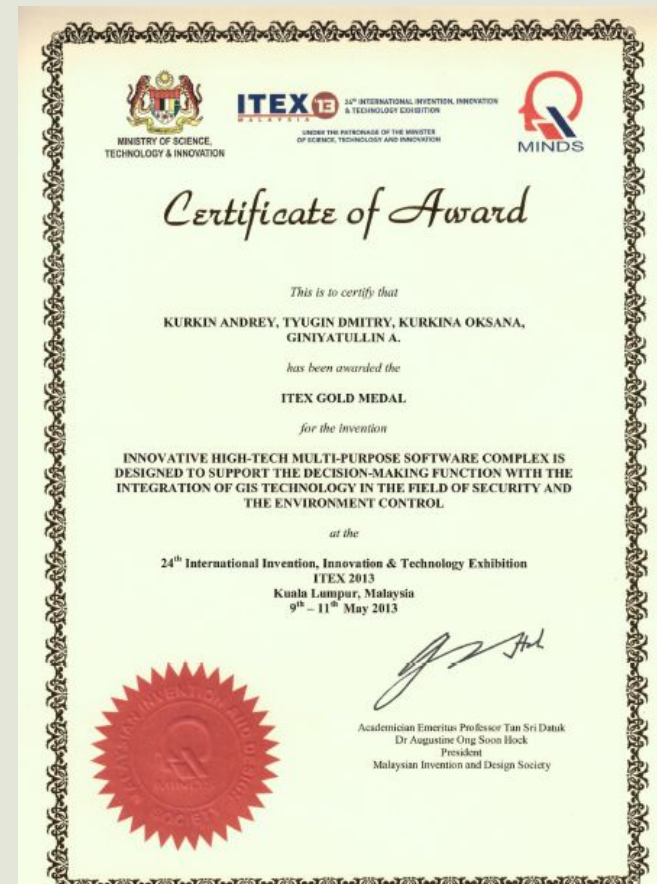 MINISTRY OF SCIENCE,
TECHNOLOGY & INNOVATION
ITEX 13
MALAYSIA
24th INTERNATIONAL INVENTION, INNOVATION
& TECHNOLOGY EXHIBITION
UNDER THE PATRONAGE OF THE MINISTER
OF SCIENCE, TECHNOLOGY AND INNOVATION
MINDS
Certificate of Award
This is to certify that
KURKIN ANDREY, TYUGIN DMITRY, KURKINA OKSANA,
GINIYATULLIN A.
has been awarded the
ITEX GOLD MEDAL
for the invention
INNOVATIVE HIGH-TECH MULTI-PURPOSE SOFTWARE COMPLEX IS
DESIGNED TO SUPPORT THE DECISION-MAKING FUNCTION WITH THE
INTEGRATION OF GIS TECHNOLOGY IN THE FIELD OF SECURITY AND
THE ENVIRONMENT CONTROL
at the
24th International Invention, Innovation & Technology Exhibition
ITEX 2013
Kuala Lumpur, Malaysia
9th – 11th May 2013
Academician Emeritus Professor Tan Sri Datuk
Dr Augustine Ong Soon Hock
President
Malaysian Invention and Design Society
MALAYSIAN INVENTION AND DESIGN
SOCIETY
MINDS